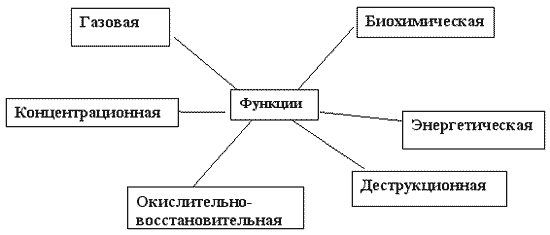 Газовая
Биохимическая
Функции
Концентрационная
Энергетическая
Деструкционная
Окислительно-
восстановительная